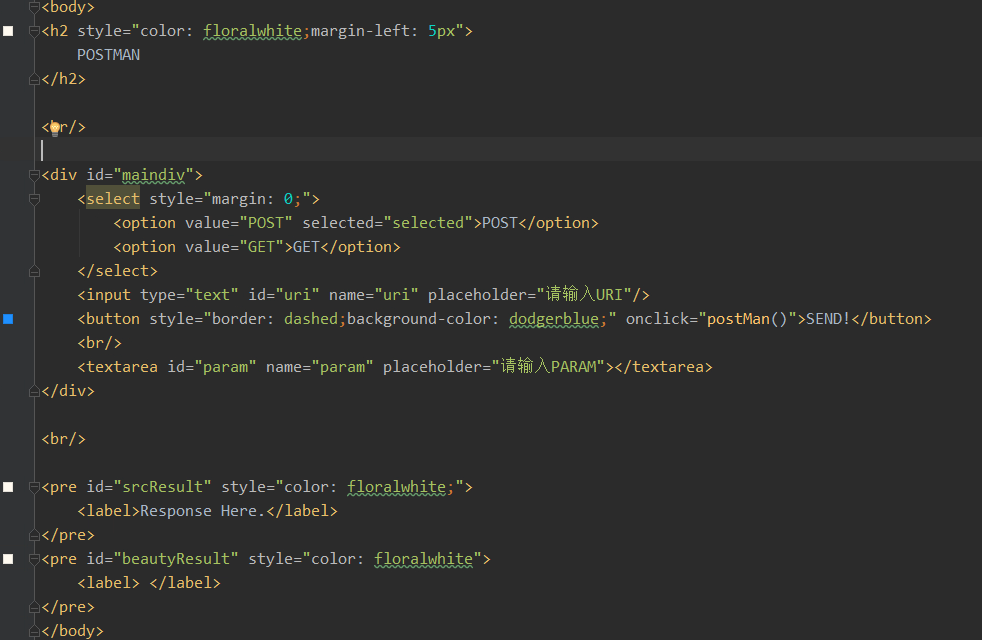 <body>
<h2 style="color: floralwhite;margin-left: 5px">
POSTMAN
</h2>
<br/>
<div id="maindiv">
<select style="margin: 0;">
<option value="POST" selected="selected">POST</option>
<option value="GET">GET</option>
</select>
<input type="text" id="uri" name="uri" placeholder="请输入URI"/>
<button style="border: dashed;background-color: dodgerblue;" onclick="postMan()">SEND!</button>
<br/>
<textarea id="param" name="param" placeholder="请输入PARAM"></textarea>
</div>
<br/>
<pre id="srcResult" style="color: floralwhite;">
<label>Response Here.</label>
</pre>
<pre id="beautyResult" style="color: floralwhite">
<label> </label>
</pre>
</body>